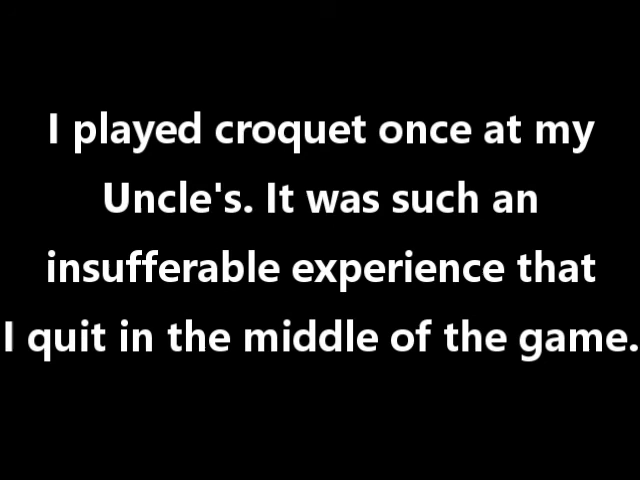 I played croquet once at my
Uncle's. It was such an
insufferable experience that
I quit in the middle of the game.